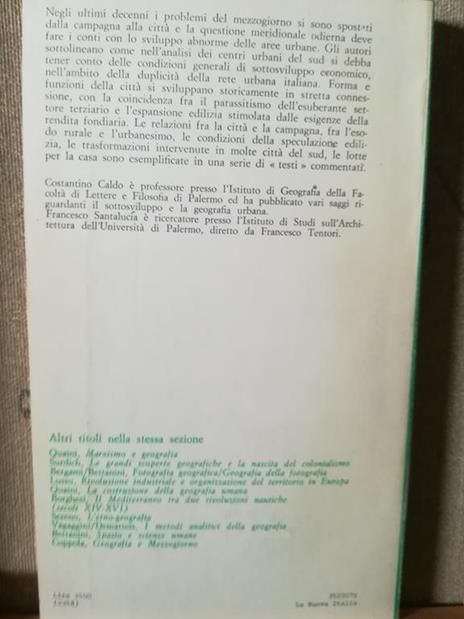 Negli ultimi decenni i problemi del mezzogiorno si sono spost•ti
dalla campagna alla città e la questione meridionale odierna deve
fare i conti con lo sviluppo abnorme delle aree urbane. Gli autori
sottolineano come nell'analisi dei centri urbani del sud si debba
tener conto delle condizioni generali di sottosviluppo economico,
nell'ambito della duplicità della rete urbana italiana. Forma e
funzioni della città si sviluppano storicamente in stretta connes-
sione, con la coincidenza fra il parassitismo dell'esuberante set-
tore terziario e l'espansione edilizia stimolata dalle esigenze della
rendita fondiaria. Le relazioni fra la città e la campagna, fra l'eso-
do rurale e l'urbanesimo, le condizioni della speculazione edili-
zia, le trasformazioni intervenute in molte città del sud, le lotte
per la casa sono esemplificate in una serie di « testi » commentati.
Costantino Caldo è professore presso l'Istituto di Geografia della Fa-
coltà di Lettere e Filosofia di Palermo ed ha pubblicato vari saggi ri-
guardanti il sottosviluppo e la geografia urbana.
Francesco Santalucia è ricercatore presso l'Istituto di Studi sull'Archi-
tettura dell'Università di Palermo, diretto da Francesco Tentori.
Altri titoli nella stessa sezione
Quaini, Marxismo e geografia
Surdich, Le grandi scoperte geografiche e la nascita del colonialismo
Bergami/Bettanini, Fotografia geografica/Geografia della fotografia
Lusso, Rivoluzione industriale e organizzazione del territorio in Europa
Quaini, La costruzione della geografia umana
Borghesi, Il Mediterraneo tra due rivoluzioni nautiche
(secoli XIV-XVI)
L'etno-geografia
Vagaggini/Dematteis, I metodi analitici della geografia
Bettanini, Spazio e scienze umane
Coppola, Geografia e Mezzogiorno
Lire
La Nuova Italia